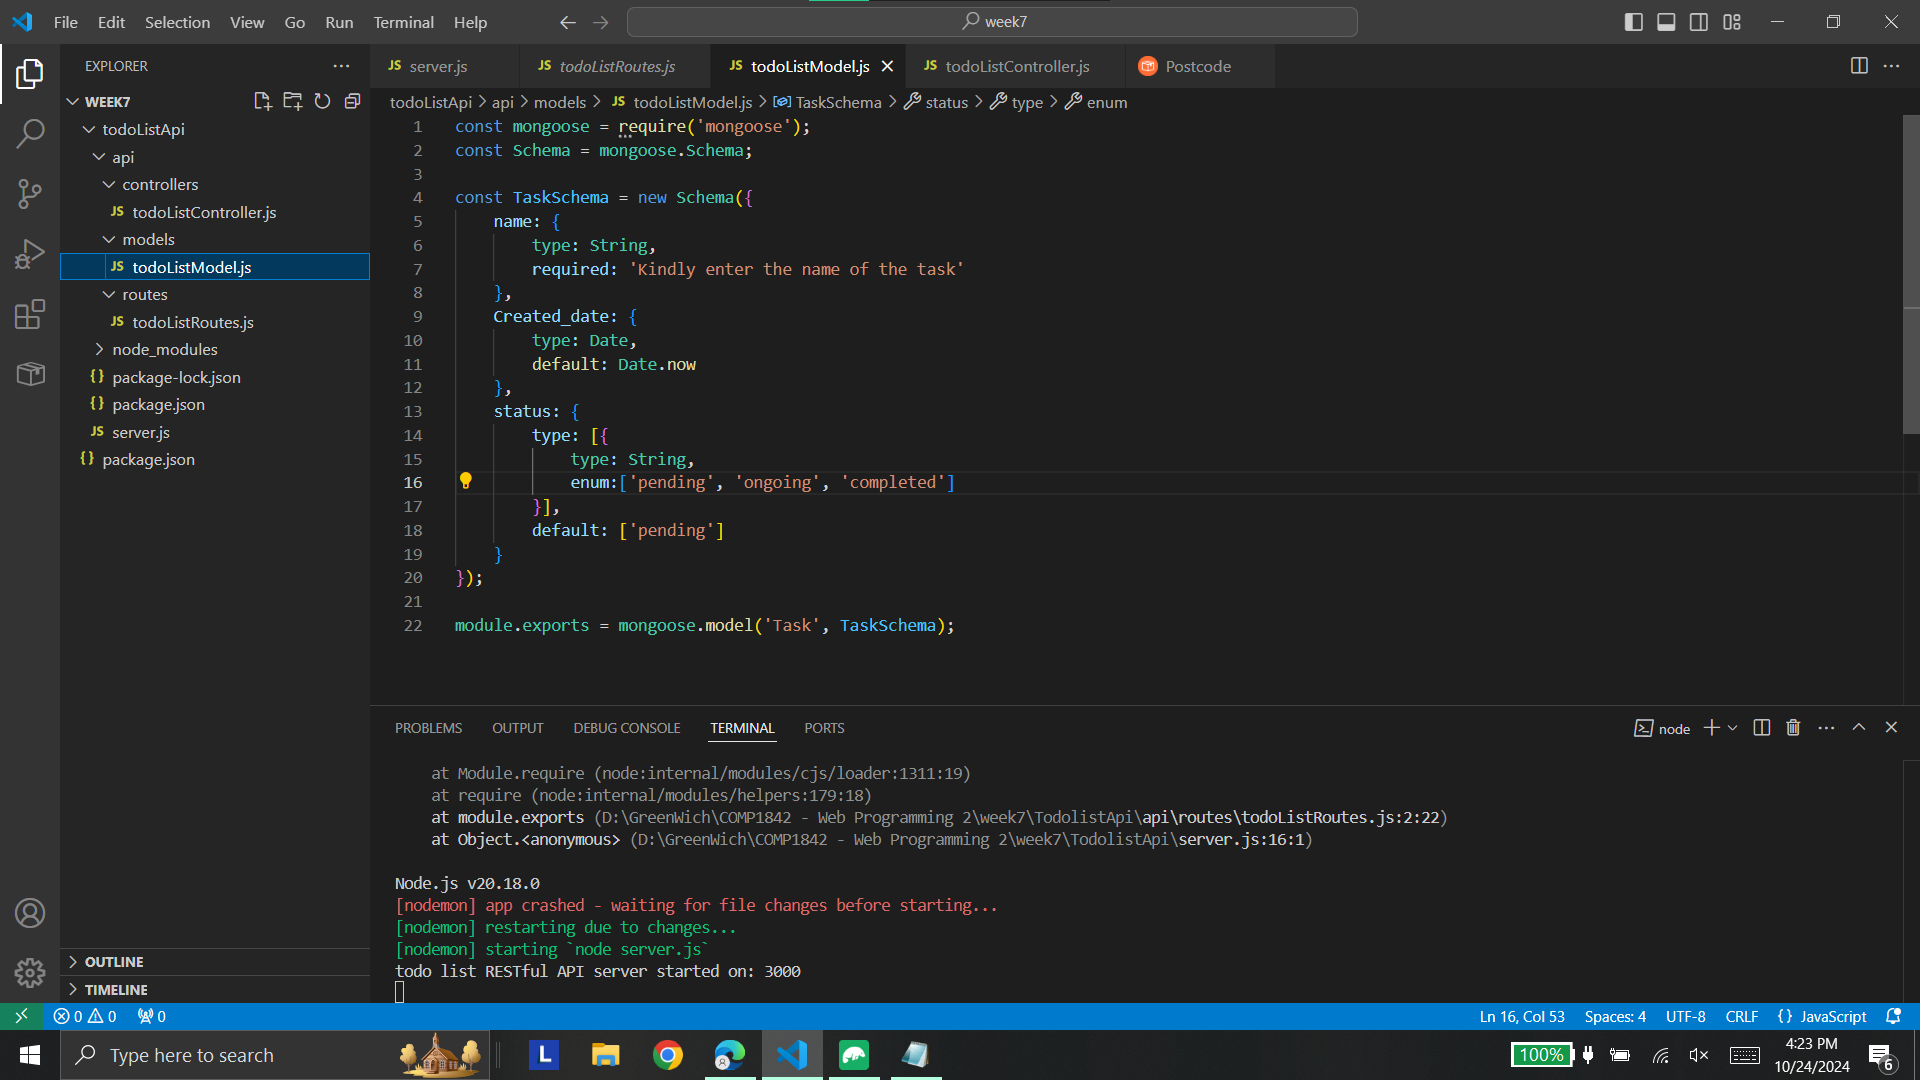 File Edit Selection View Go Run Terminal Help
week7
EXPLORER
WEEK7
todoListApi
api
controllers
JS todoListController.js
models
JS todoListModel.js
routes
JS todoListRoutes.js
node_modules
{} package-lock.json
{} package.json
JS server.js
{} package.json
OUTLINE
TIMELINE
JS server.js
JS todoListRoutes.js
JS todoListModel.js
JS todoListController.js
Postcode
todoListApi > api > models > JS todoListModel.js > TaskSchema > status > type > enum
1 const mongoose = require('mongoose');
2 const Schema = mongoose.Schema;
3
4 const TaskSchema = new Schema({
5 name: {
6 type: String,
7 required: 'Kindly enter the name of the task'
8 },
9 Created_date: {
10 type: Date,
11 default: Date.now
12 },
13 status: {
14 type: [{
15 type: String,
16 enum:['pending', 'ongoing', 'completed']
17 }],
18 default: ['pending']
19 }
20 });
21
22 module.exports = mongoose.model('Task', TaskSchema);
PROBLEMS OUTPUT DEBUG CONSOLE TERMINAL PORTS
node
at Module.require (node:internal/modules/cjs/loader:1311:19)
at require (node:internal/modules/helpers:179:18)
at module.exports (D:\GreenWich\COMP1842 - Web Programming 2\week7\TodolistApi\api\routes\todoListRoutes.js:2:22)
at Object.<anonymous> (D:\GreenWich\COMP1842 - Web Programming 2\week7\TodolistApi\server.js:16:1)
Node.js v20.18.0
[nodemon] app crashed - waiting for file changes before starting...
[nodemon] restarting due to changes...
[nodemon] starting `node server.js`
todo list RESTful API server started on: 3000
0 0 0
Ln 16, Col 53 Spaces: 4 UTF-8 CRLF {} JavaScript
Type here to search
L
100%
4:23 PM
10/24/2024
6